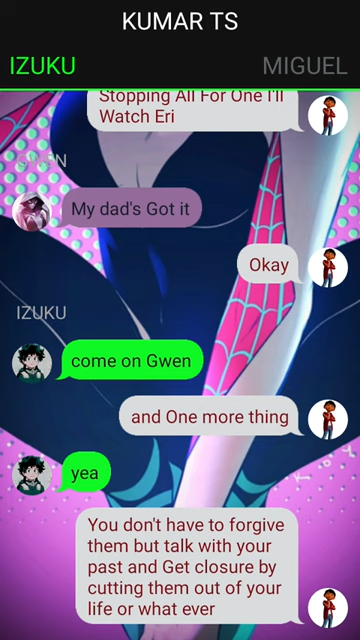 KUMAR TS
IZUKU MIGUEL
Stopping All For One I'll
Watch Eri
GWEN
My dad's Got it
Okay
IZUKU
come on Gwen
and One more thing
yea
You don't have to forgive
them but talk with your
past and Get closure by
cutting them out of your
life or what ever